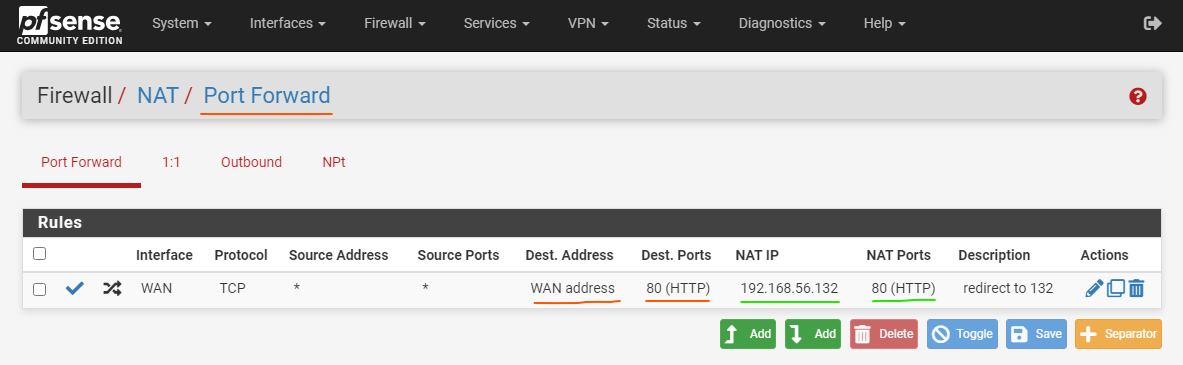 pfsense
COMMUNITY EDITION
System Interfaces Firewall Services VPN Status Diagnostics Help
Firewall / NAT / Port Forward
Port Forward 1:1 Outbound NPt
Rules
Interface Protocol Source Address Source Ports Dest. Address Dest. Ports NAT IP NAT Ports Description Actions
WAN TCP * * WAN address 80 (HTTP) 192.168.56.132 80 (HTTP) redirect to 132
Add Add Delete Toggle Save Separator